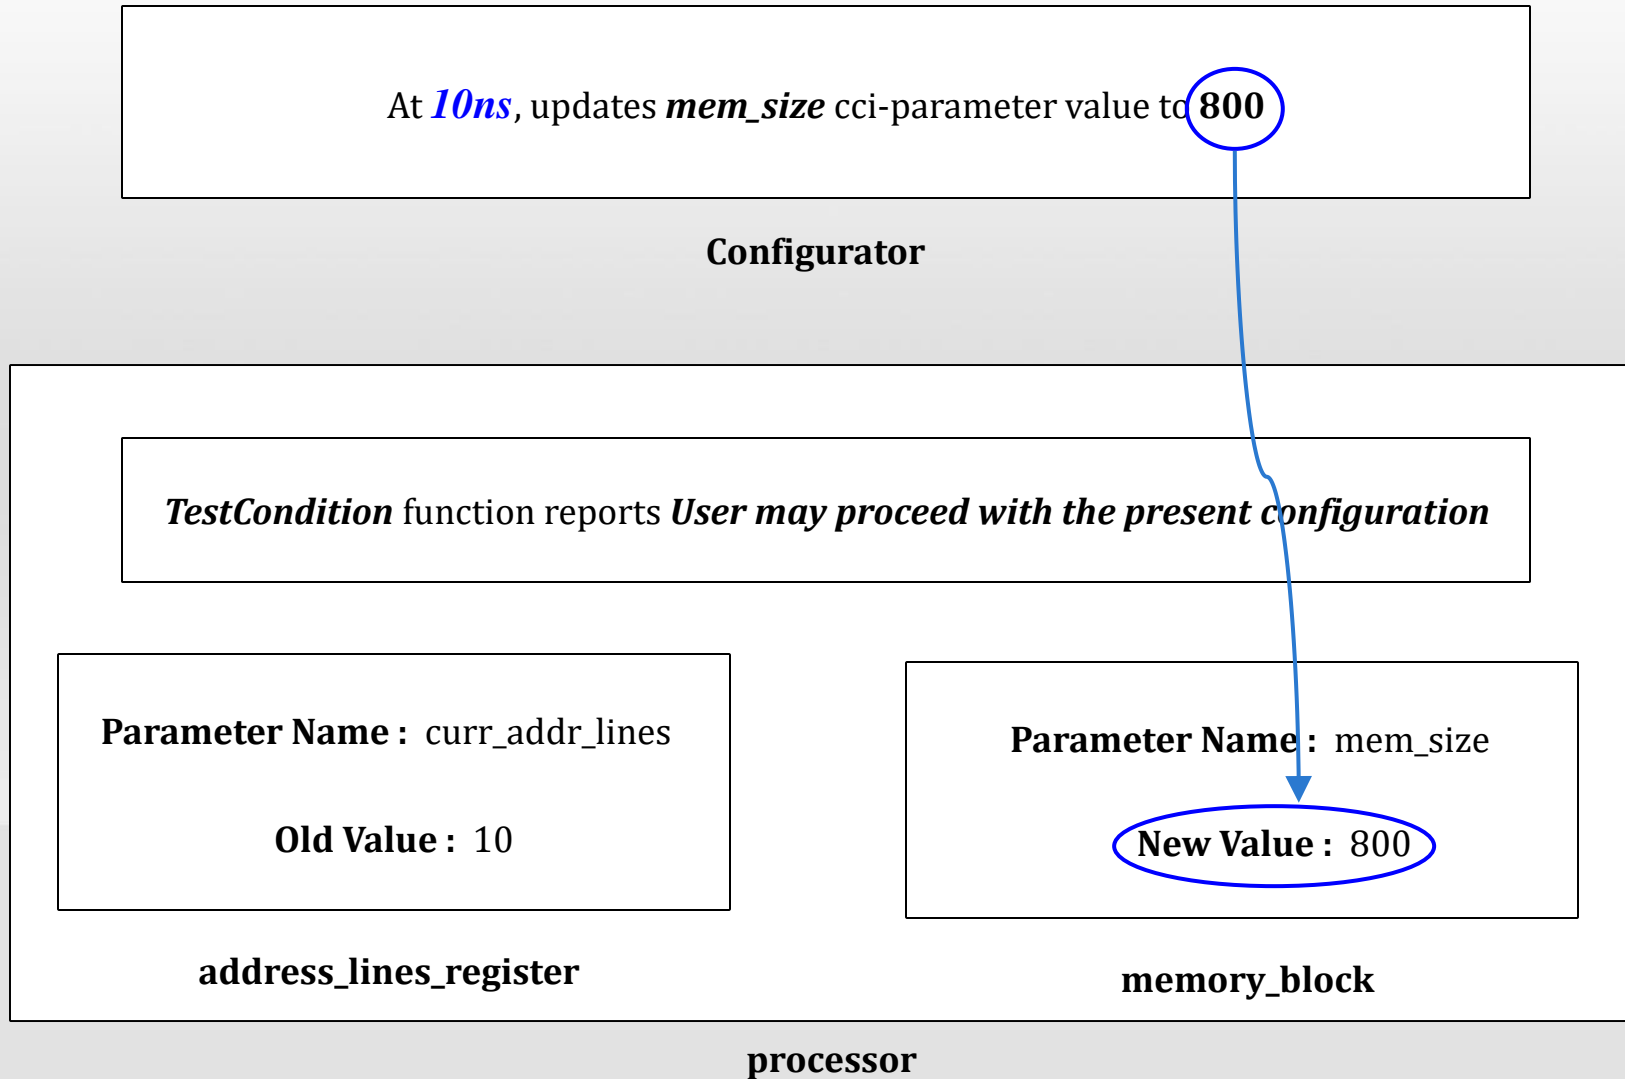 At 10ns, updates mem_size cci-parameter value to 800
Configurator
TestCondition function reports User may proceed with the present configuration
Parameter Name : curr_addr_lines
Old Value : 10
address_lines_register
Parameter Name : mem_size
New Value : 800
memory_block
processor